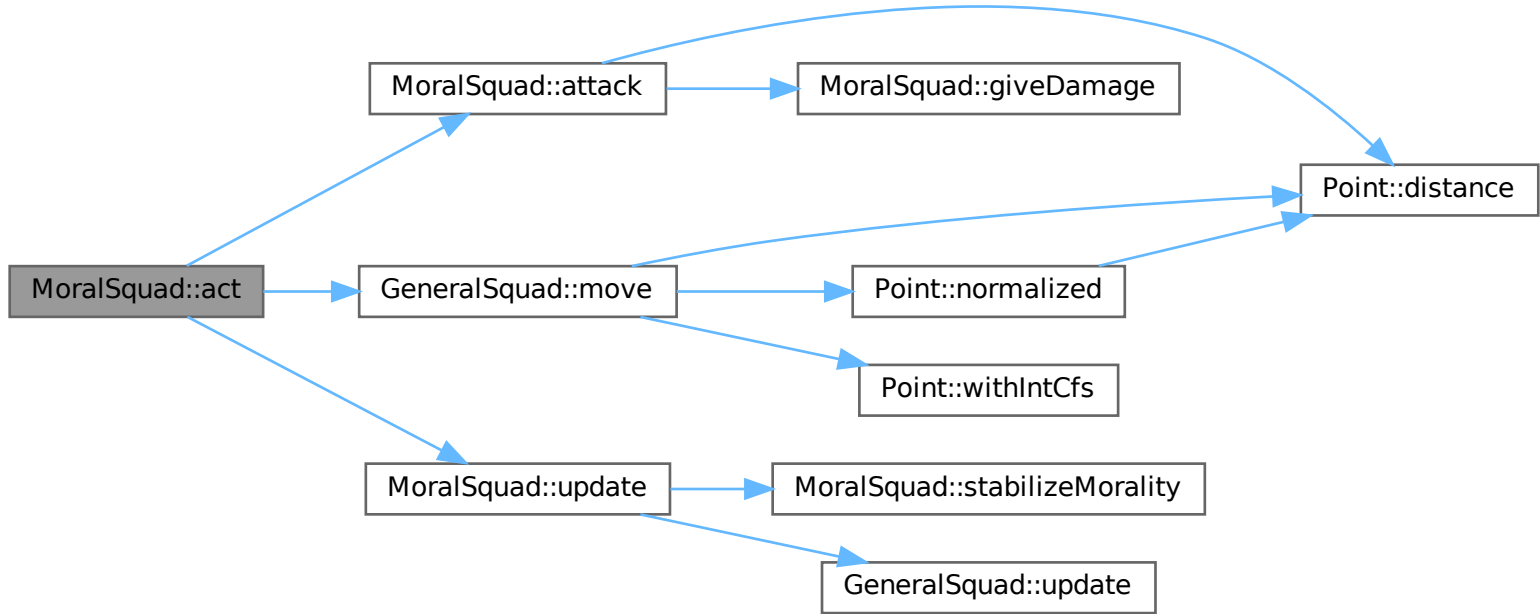 MoralSquad::attack
MoralSquad::giveDamage
Point::distance
MoralSquad::act
GeneralSquad::move
Point::normalized
Point::withIntCfs
MoralSquad::update
MoralSquad::stabilizeMorality
GeneralSquad::update